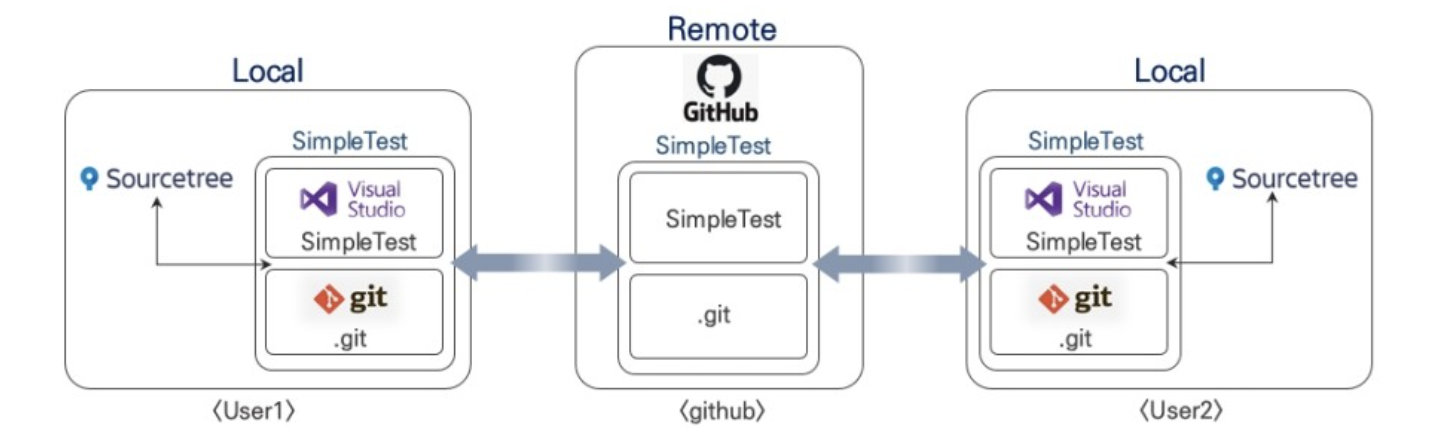 Remote
Local
Local
GitHub
SimpleTest
SimpleTest
SimpleTest
Sourcetree
Visual
Studio
SimpleTest
SimpleTest
Visual
Studio
SimpleTest
Sourcetree
git
.git
.git
git
.git
〈User1〉
〈github〉
〈User2〉